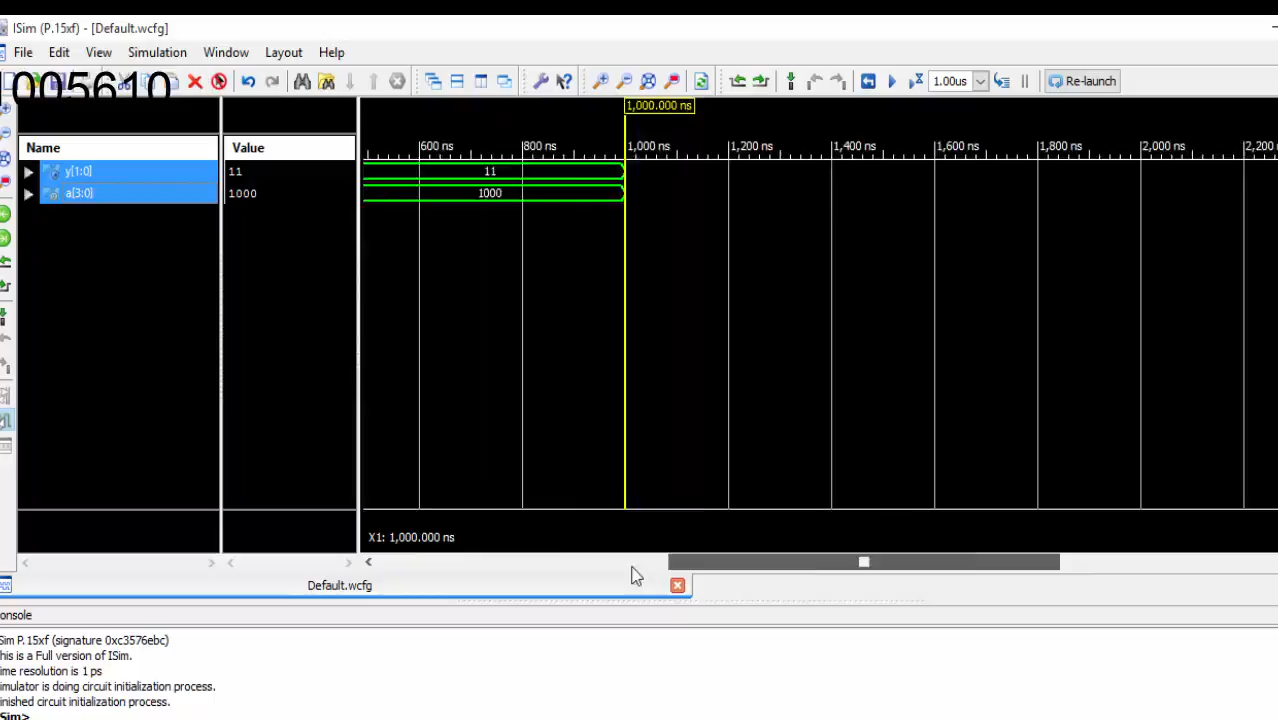 ISim (P.15xf) - [Default.wcfg]
File Edit View Simulation Window Layout Help
1005610
1.00us Re-launch
1,000.000 ns
Name Value
600 ns 800 ns 1,000 ns 1,200 ns 1,400 ns 1,600 ns 1,800 ns 2,000 ns 2,200
y[1:0] 11 11
a[3:0] 1000 1000
X1: 1,000.000 ns
Default.wcfg
onsole
Sim P.15xf (signature 0xc3576ebc)
his is a Full version of ISim.
ime resolution is 1 ps
imulator is doing circuit initialization process.
inished circuit initialization process.
Sim>